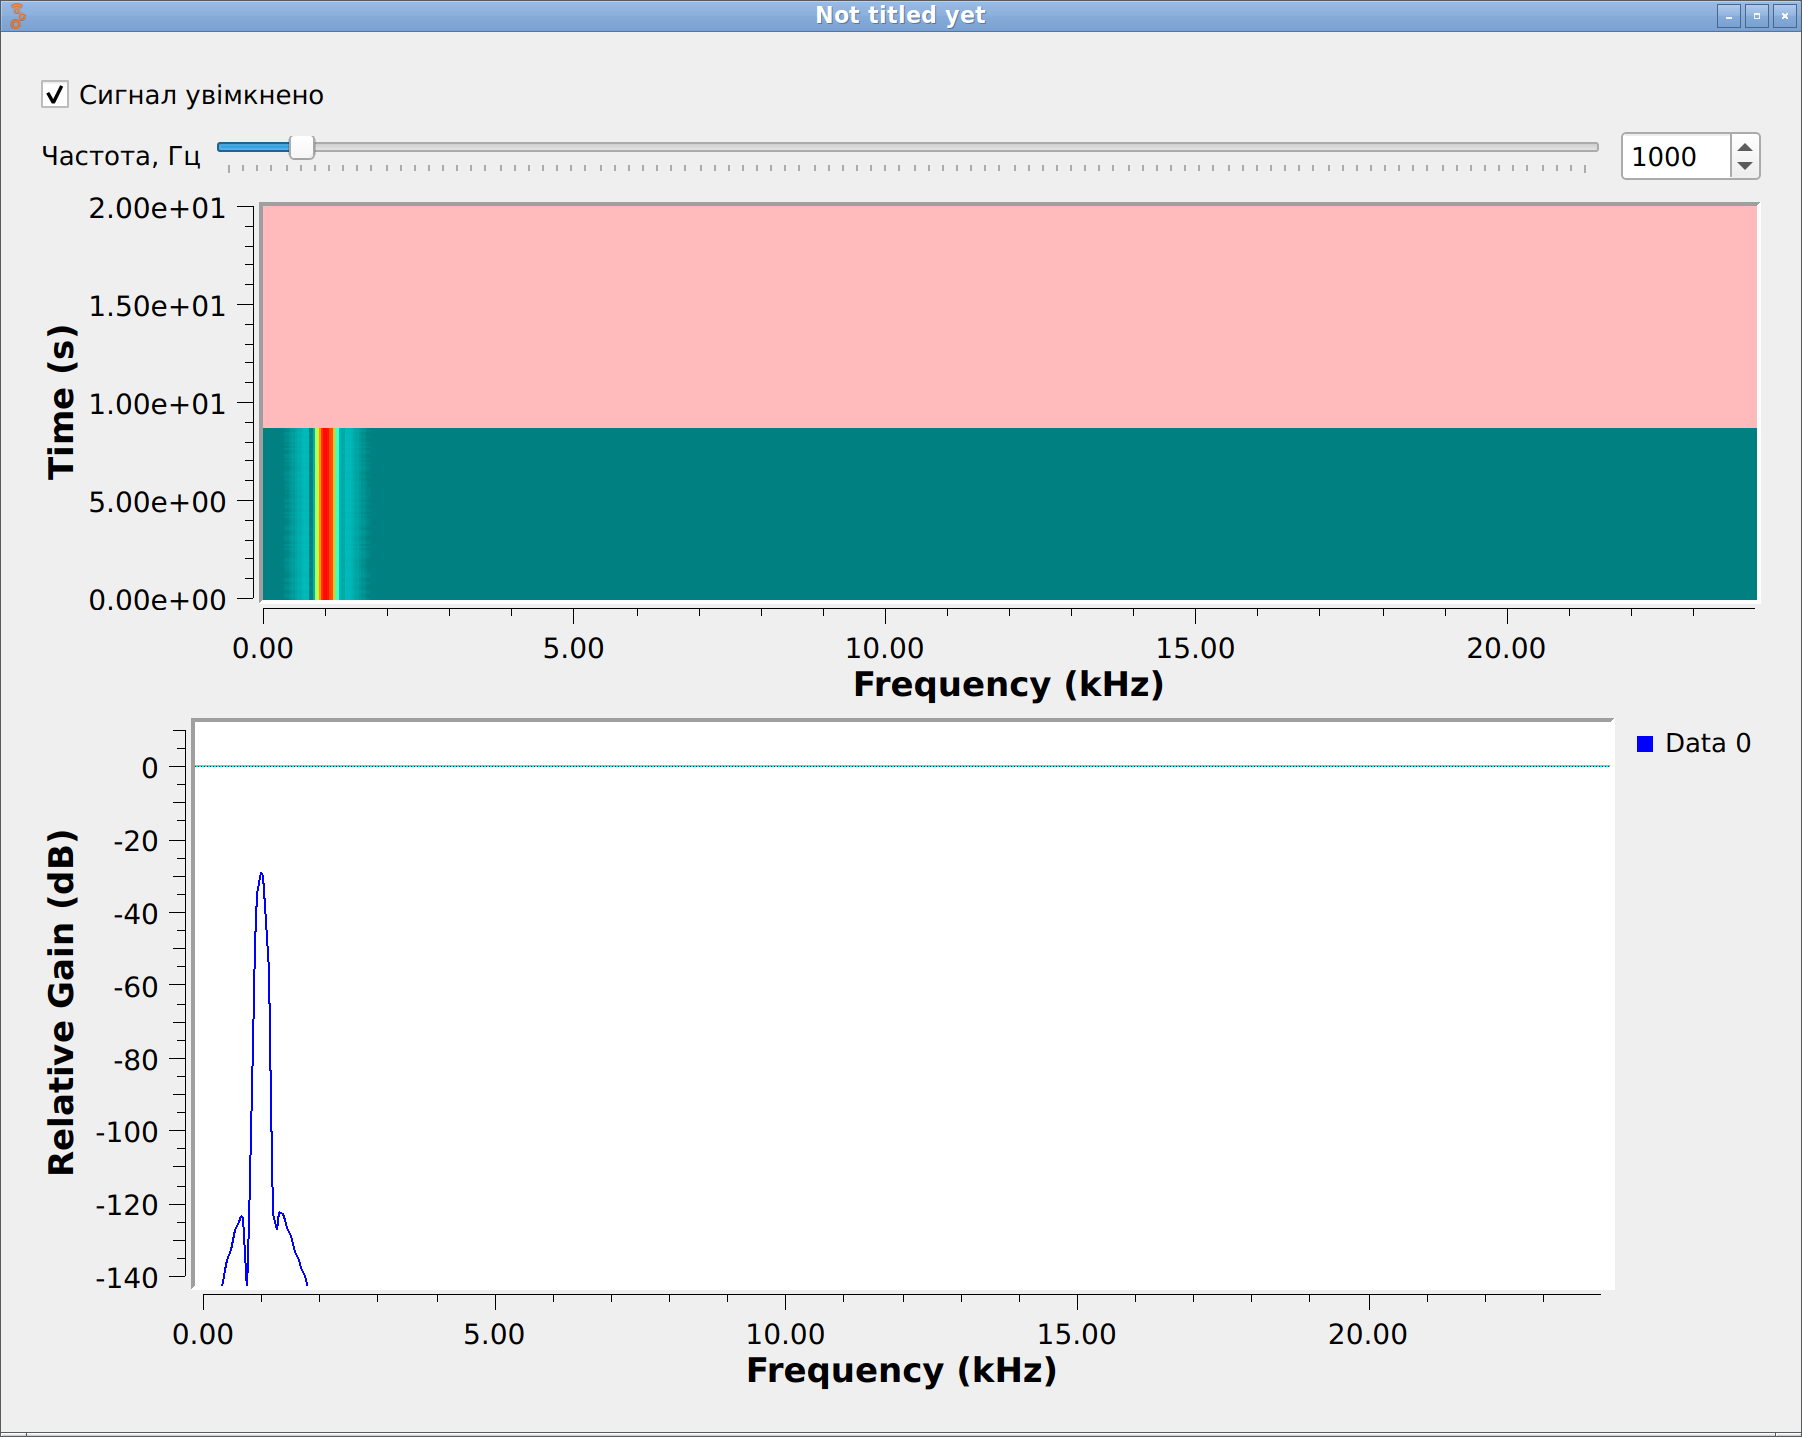 Not titled yet
Сигнал увімкнено
Частота, Гц
1000
2.00e+01
1.50e+01
1.00e+01
5.00e+00
0.00e+00
Time (s)
0.00 5.00 10.00 15.00 20.00
Frequency (kHz)
Data 0
0
-20
-40
-60
-80
-100
-120
-140
Relative Gain (dB)
0.00 5.00 10.00 15.00 20.00
Frequency (kHz)